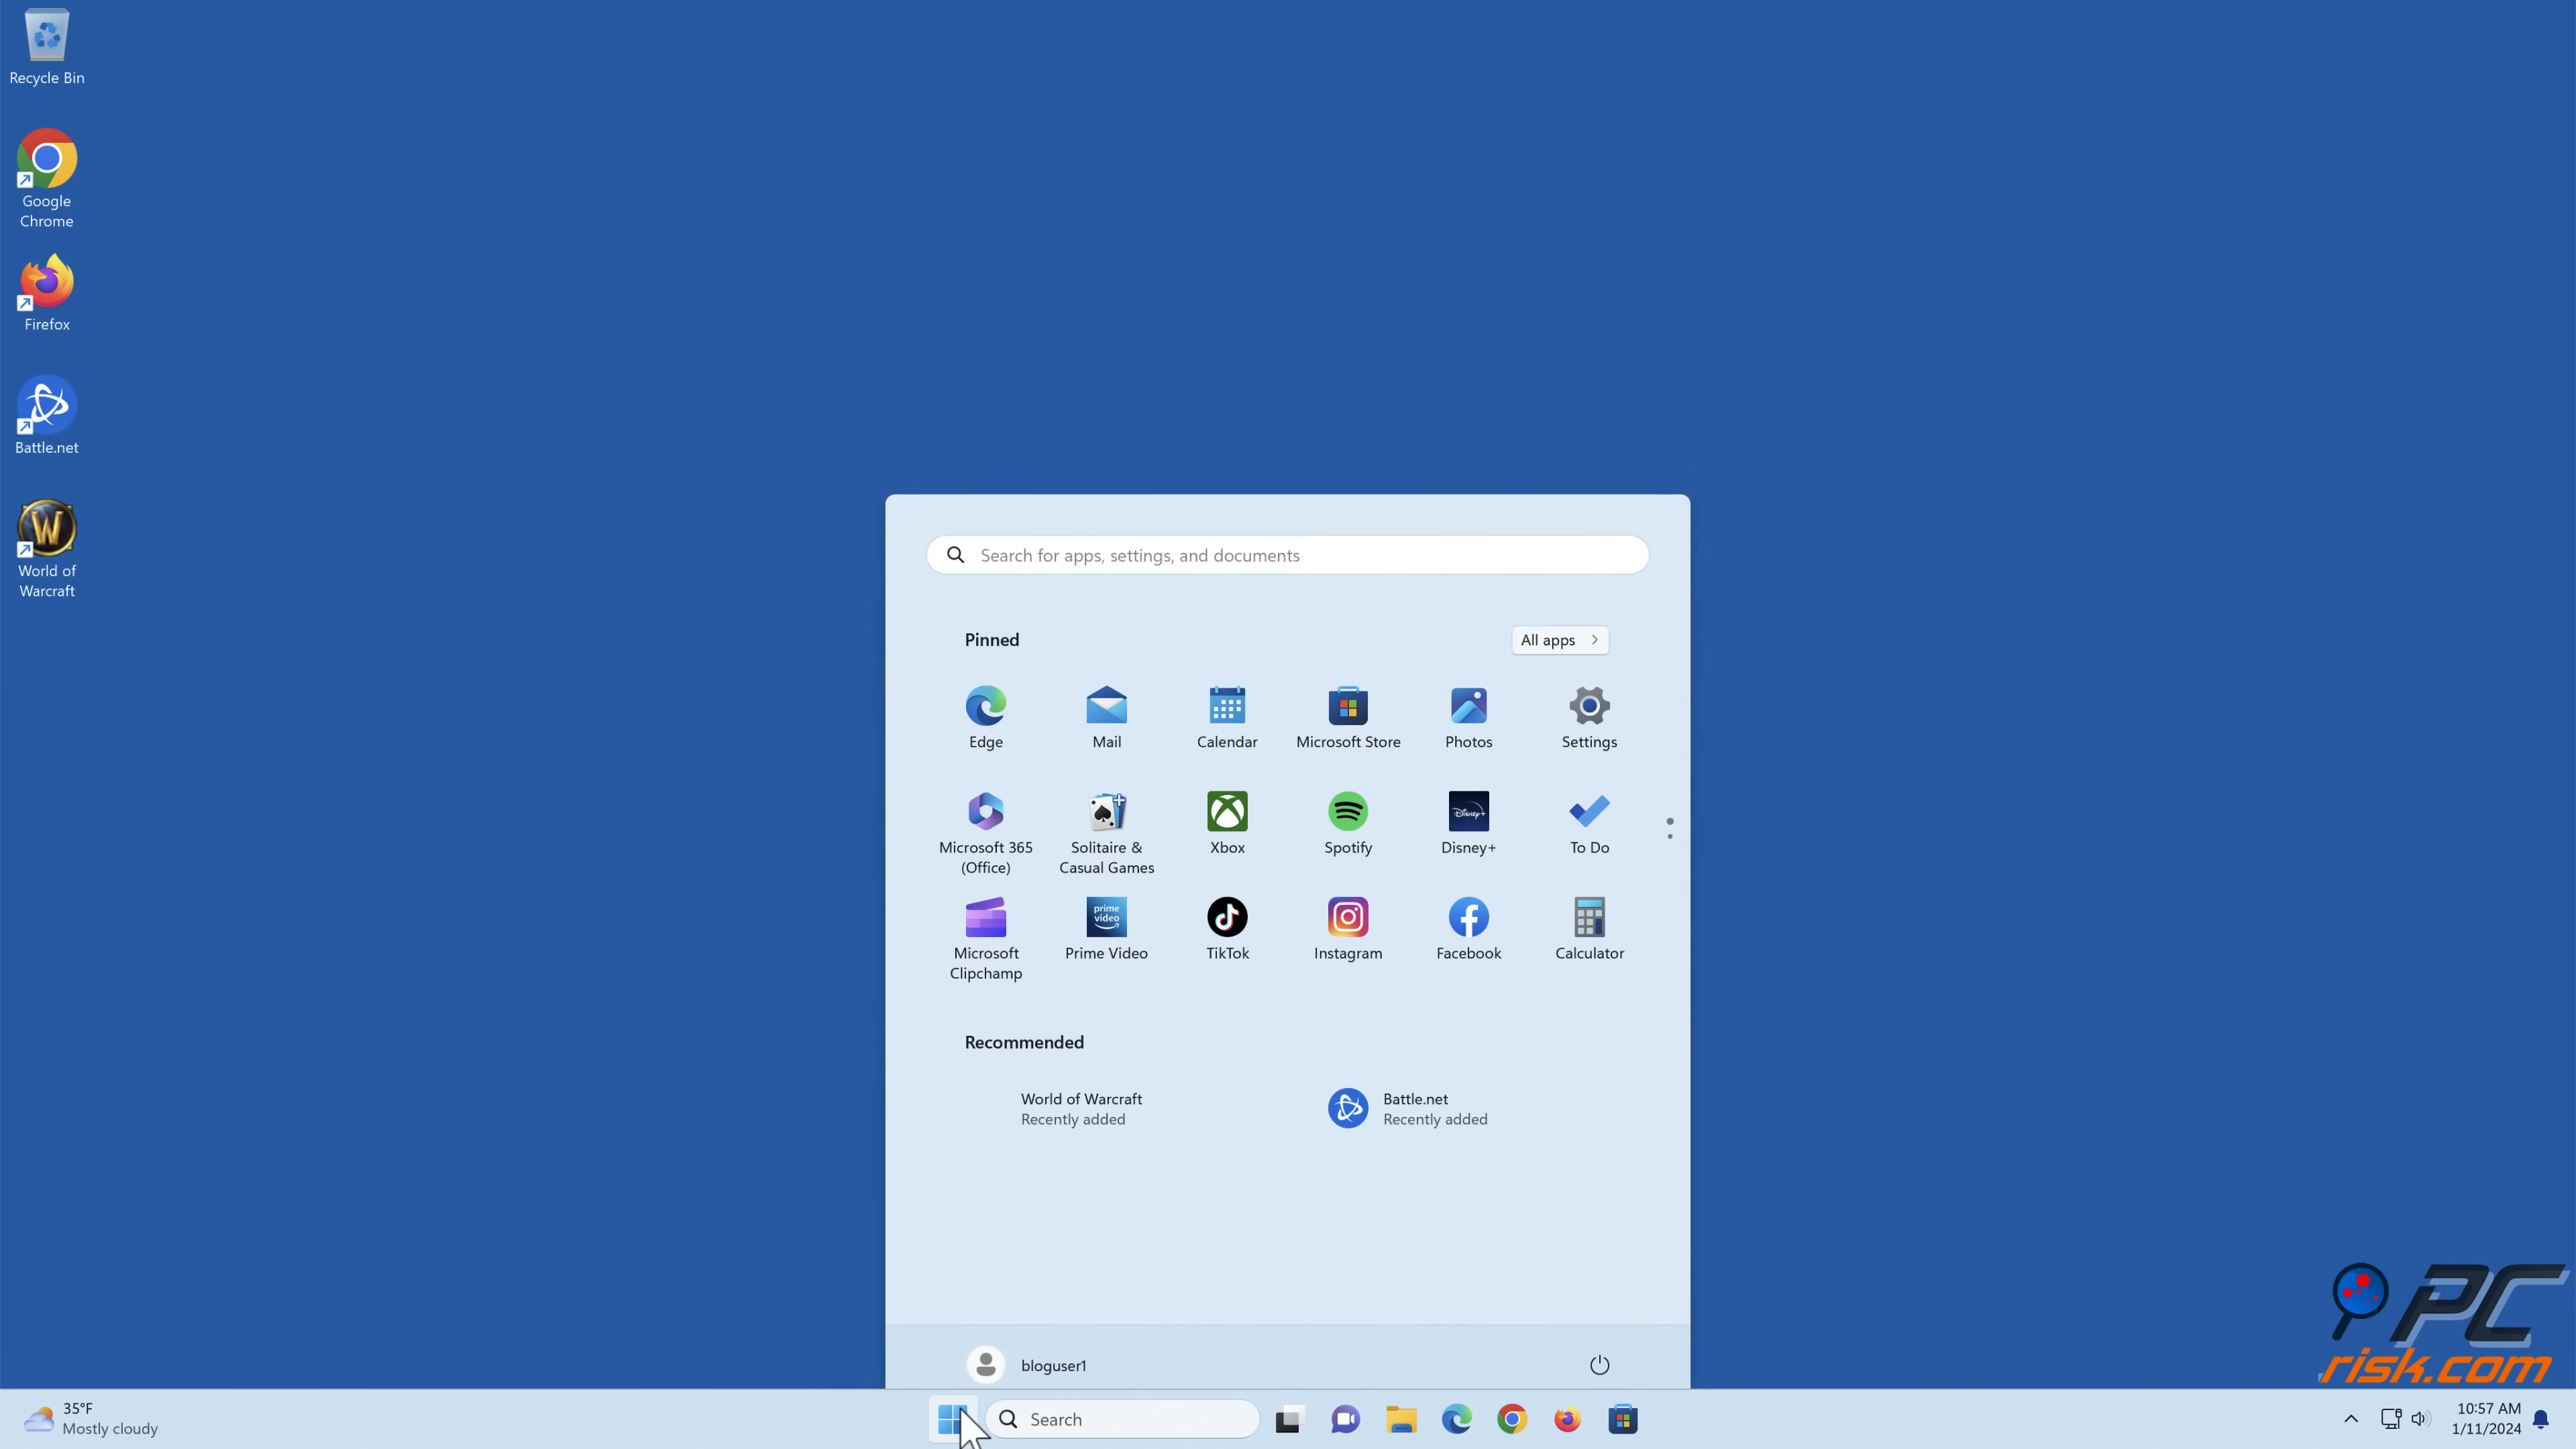 Recycle Bin
Google
Chrome
Firefox
Battle.net
World of
Warcraft
Search for apps, settings, and documents
Pinned
All apps
Edge
Mail
Calendar
Microsoft Store
Photos
Settings
Microsoft 365
(Office)
Solitaire &
Casual Games
Xbox
Spotify
Disney+
Disney+
To Do
Microsoft
Clipchamp
prime
video
Prime Video
TikTok
Instagram
Facebook
Calculator
Recommended
World of Warcraft
Recently added
Battle.net
Recently added
bloguser1
PC
risk.com
35°F
Mostly cloudy
Search
10:57 AM
1/11/2024